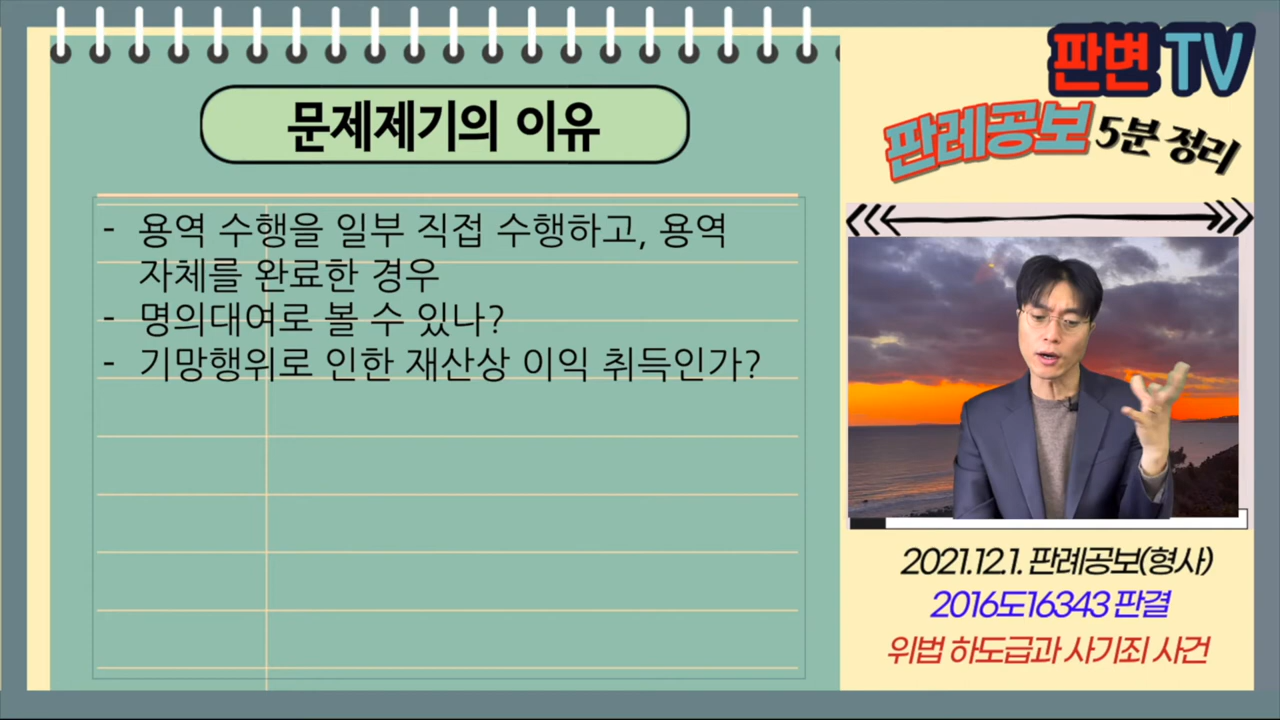 문제제기의 이유
- 용역 수행을 일부 직접 수행하고, 용역
자체를 완료한 경우
- 명의대여로 볼 수 있나?
- 기망행위로 인한 재산상 이익 취득인가?
판변 TV
판례공보 5분 정리
2021.12.1. 판례공보(형사)
2016도16343 판결
위법 하도급과 사기죄 사건